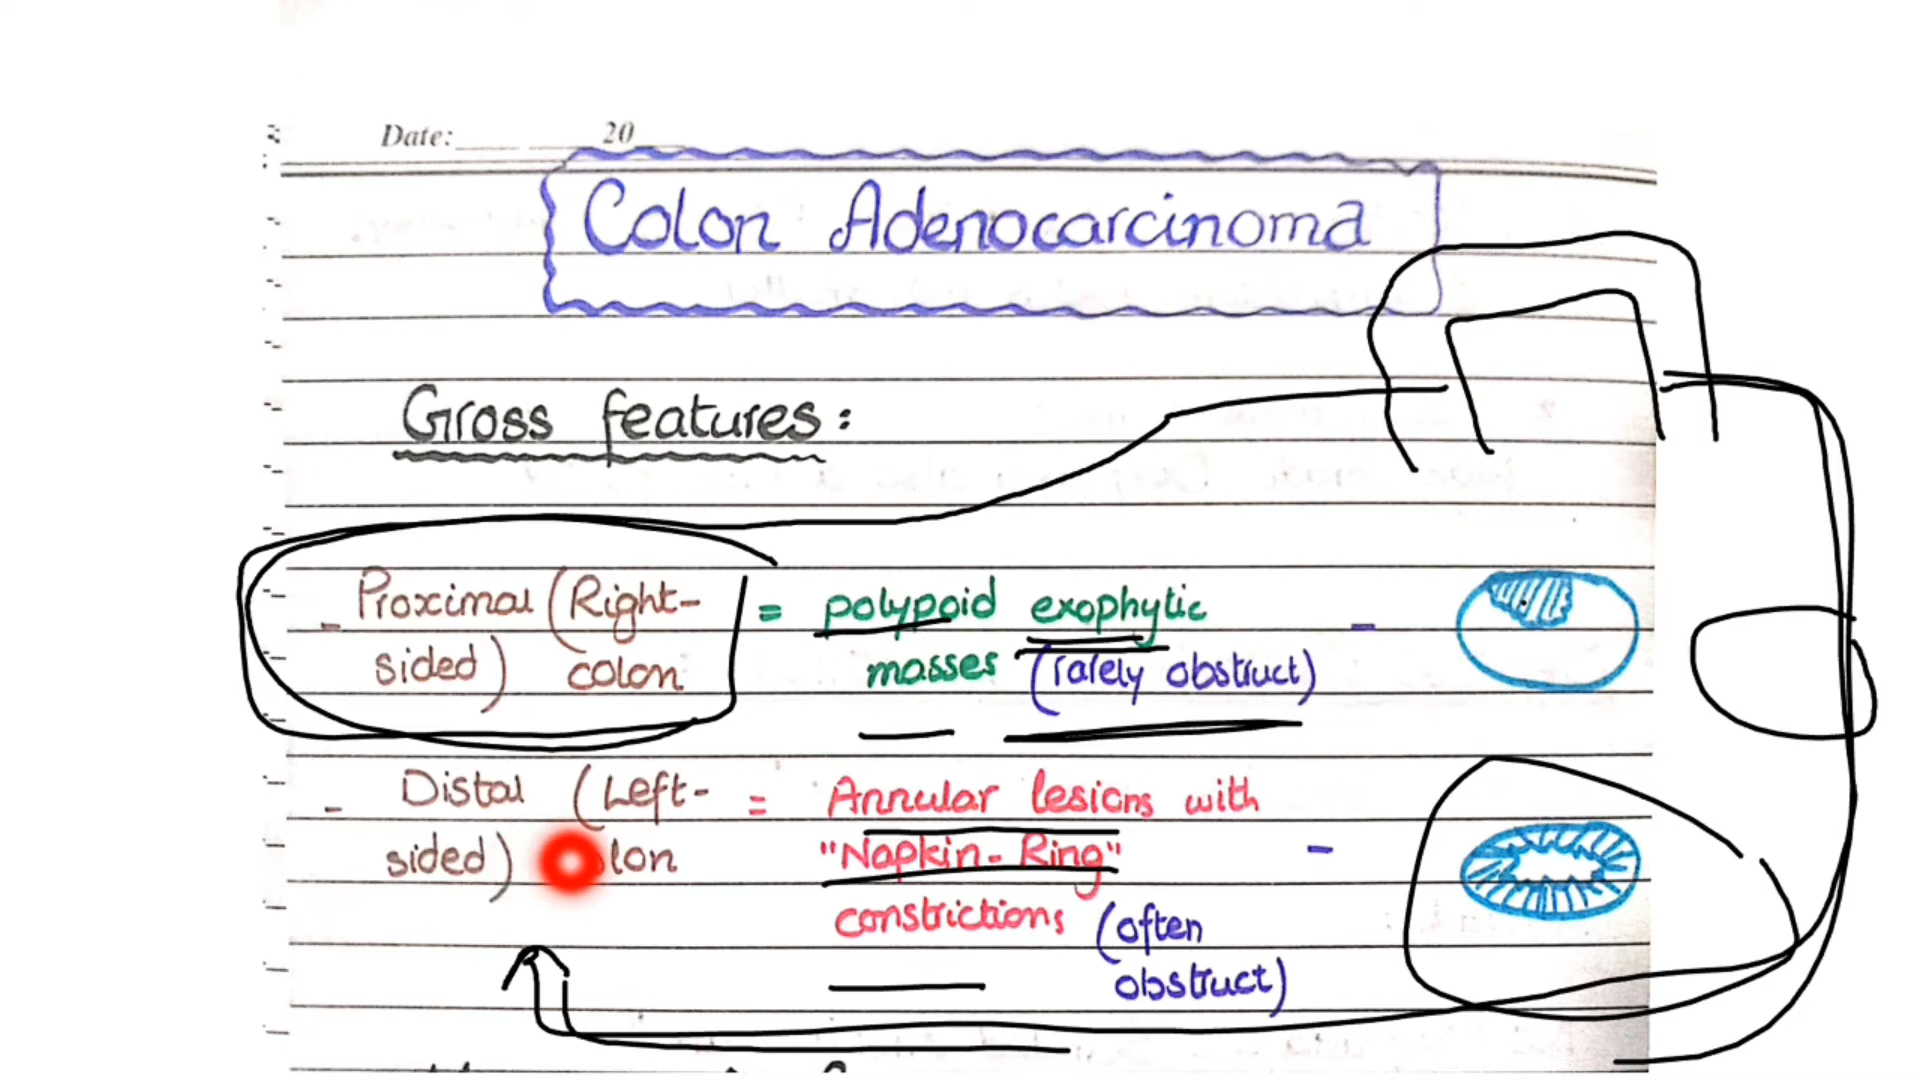 Date: 20
Colon Adenocarcinoma
Gross features:
- Proximal (Right- = polypoid exophytic -
sided) colon masses (rarely obstruct)
- Distal (Left- = Annular lesions with
sided) lon "Napkin-Ring" -
constrictions (often
obstruct)